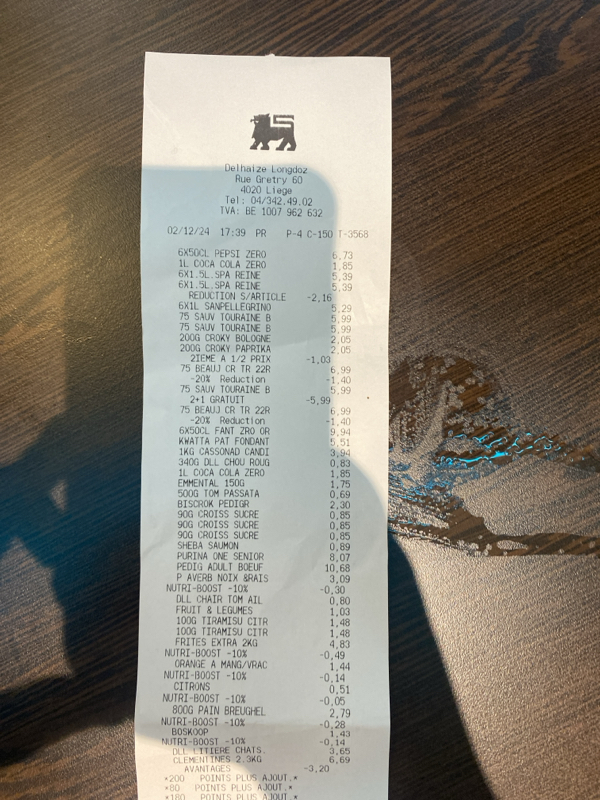 Delhaize Longdoz
Rue Gretry 60
4020 Liege
Tel: 04/342.49.02
TVA: BE 1007 962 632
02/12/24 17:39 PR P-4 C-150 T-3568
6X50CL PEPSI ZERO 6,73
1L COCA COLA ZERO 1,85
6X1.5L.SPA REINE 5,39
6X1.5L.SPA REINE 5,39
REDUCTION S/ARTICLE -2,16
6X1L SANPELLEGRINO 5,29
75 SAUV TOURAINE B 5,99
75 SAUV TOURAINE B 5,99
200G CROKY BOLOGNE 2,05
200G CROKY PAPRIKA 2,05
2IEME A 1/2 PRIX -1,03
75 BEAUJ CR TR 22R 6,99
-20% Reduction -1,40
75 SAUV TOURAINE B 5,99
2+1 GRATUIT -5,99
75 BEAUJ CR TR 22R 6,99
-20% Reduction -1,40
6X50CL FANT ZRO OR 9,94
KWATTA PAT FONDANT 5,51
1KG CASSONAD CANDI 3,94
340G DLL CHOU ROUG 0,83
1L COCA COLA ZERO 1,85
EMMENTAL 150G 1,75
500G TOM PASSATA 0,69
BISCROK PEDIGR 2,30
90G CROISS SUCRE 0,85
90G CROISS SUCRE 0,85
90G CROISS SUCRE 0,85
SHEBA SAUMON 0,89
PURINA ONE SENIOR 8,07
PEDIG ADULT BOEUF 10,68
P AVERB NOIX &RAIS 3,09
NUTRI-BOOST -10% -0,30
DLL CHAIR TOM AIL 0,80
FRUIT & LEGUMES 1,03
100G TIRAMISU CITR 1,48
100G TIRAMISU CITR 1,48
FRITES EXTRA 2KG 4,83
NUTRI-BOOST -10% -0,49
ORANGE A MANG/VRAC 1,44
NUTRI-BOOST -10% -0,14
CITRONS 0,51
NUTRI-BOOST -10% -0,05
800G PAIN BREUGHEL 2,79
NUTRI-BOOST -10% -0,28
BOSKOOP 1,43
NUTRI-BOOST -10% -0,14
DLL LITIERE CHATS. 3,65
CLEMENTINES 2.3KG 6,69
AVANTAGES -3,20
*200 POINTS PLUS AJOUT.*
*80 POINTS PLUS AJOUT.*
*180 POINTS PLUS AJOUT.*